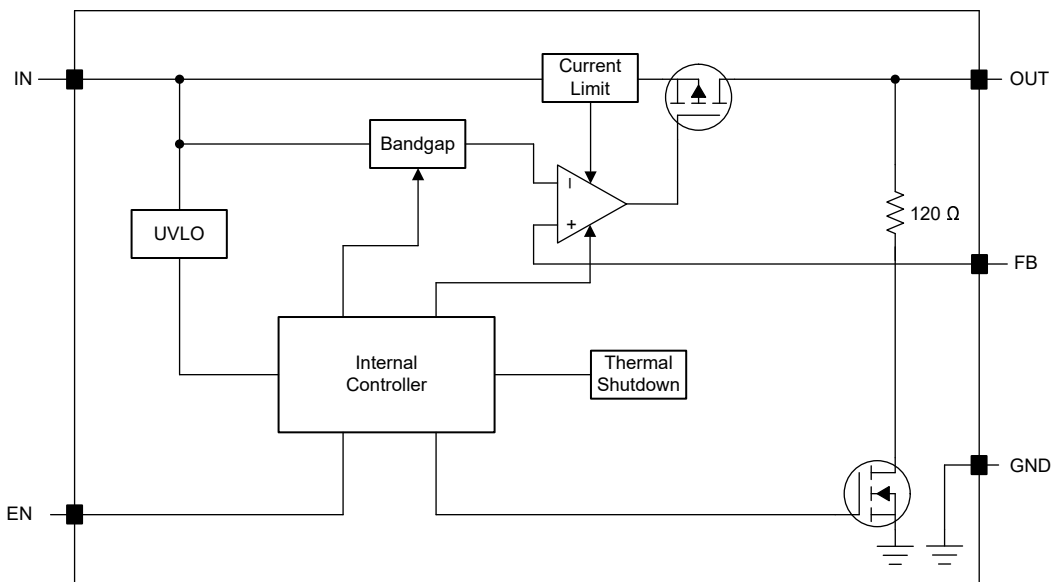 IN
Current
Limit
OUT
Bandgap
−
+
120 Ω
UVLO
FB
Internal
Controller
Thermal
Shutdown
GND
EN